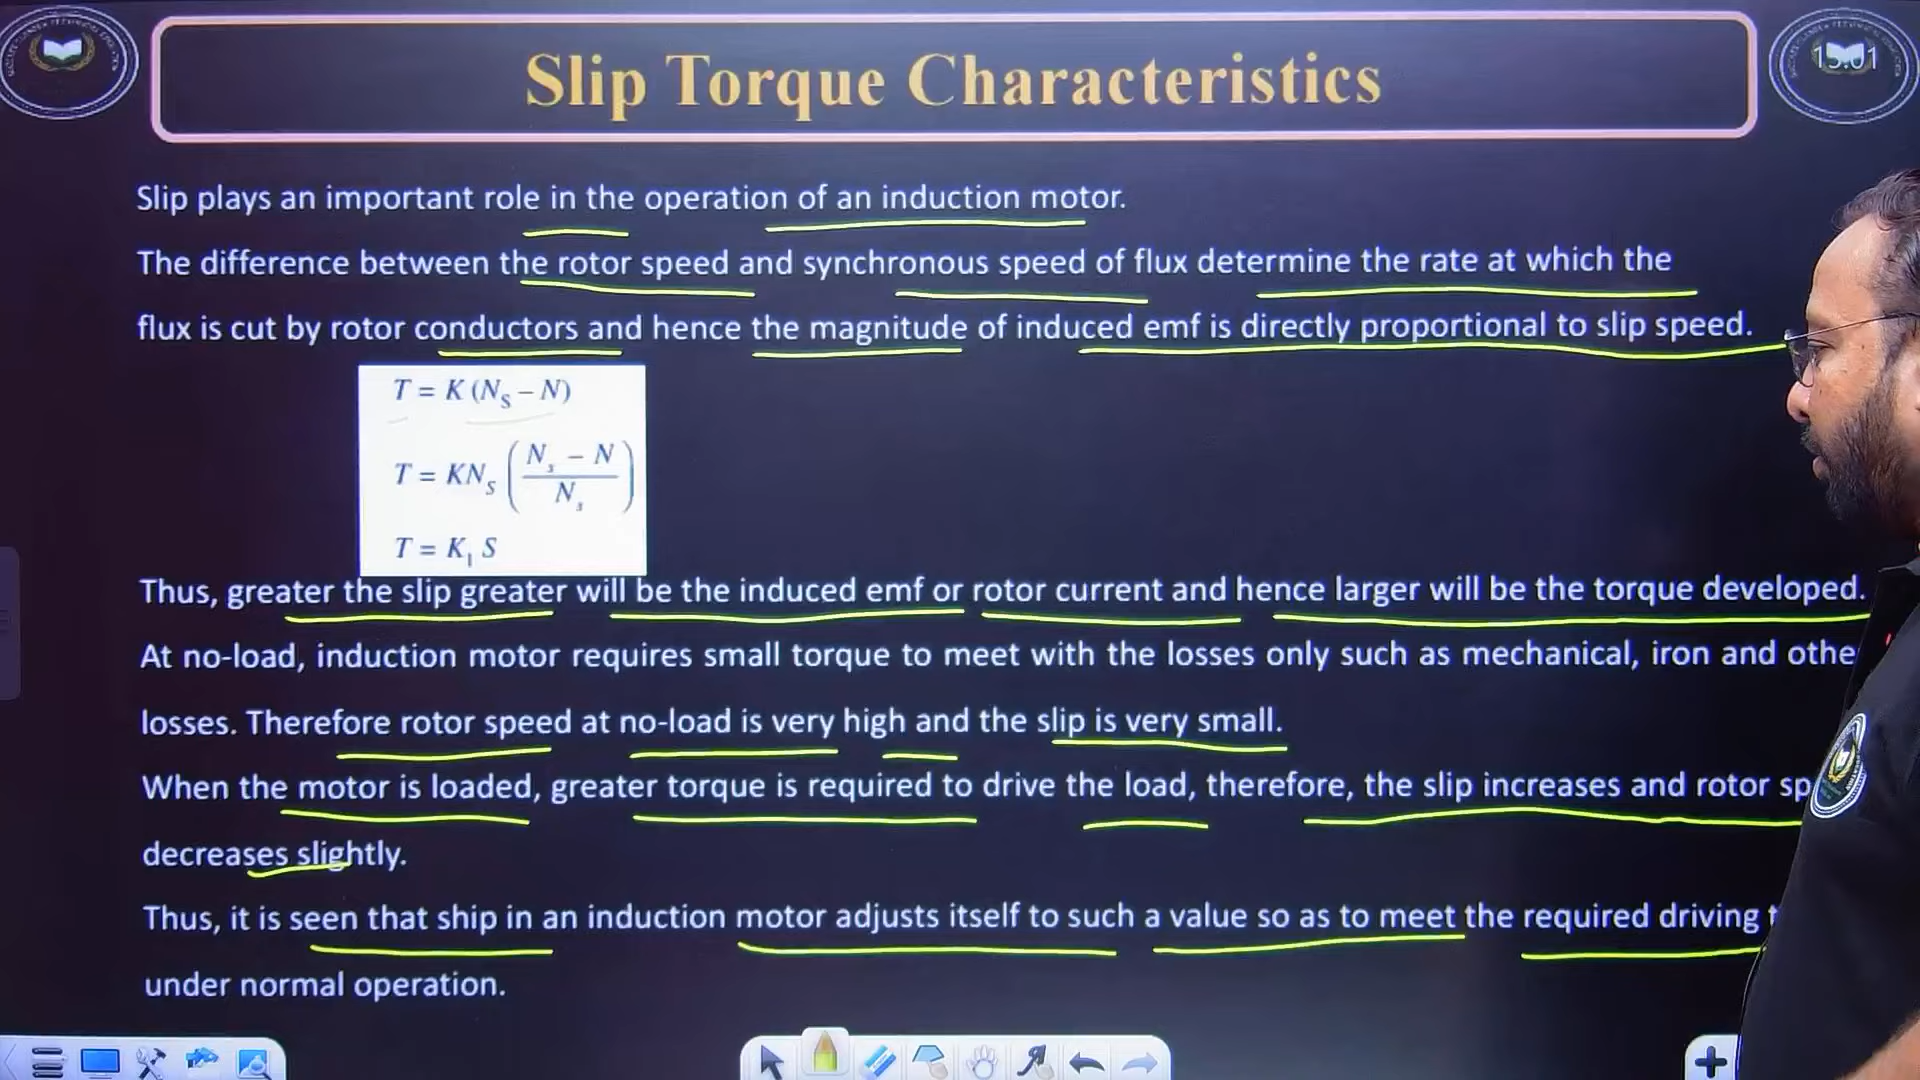 Slip Torque Characteristics
15:01
Slip plays an important role in the operation of an induction motor.
The difference between the rotor speed and synchronous speed of flux determine the rate at which the
flux is cut by rotor conductors and hence the magnitude of induced emf is directly proportional to slip speed.
T = K (N_S – N)
T = KN_S ((N_s – N) / N_s)
T = K_1 S
Thus, greater the slip greater will be the induced emf or rotor current and hence larger will be the torque developed.
At no-load, induction motor requires small torque to meet with the losses only such as mechanical, iron and othe
losses. Therefore rotor speed at no-load is very high and the slip is very small.
When the motor is loaded, greater torque is required to drive the load, therefore, the slip increases and rotor sp
decreases slightly.
Thus, it is seen that ship in an induction motor adjusts itself to such a value so as to meet the required driving t
under normal operation.